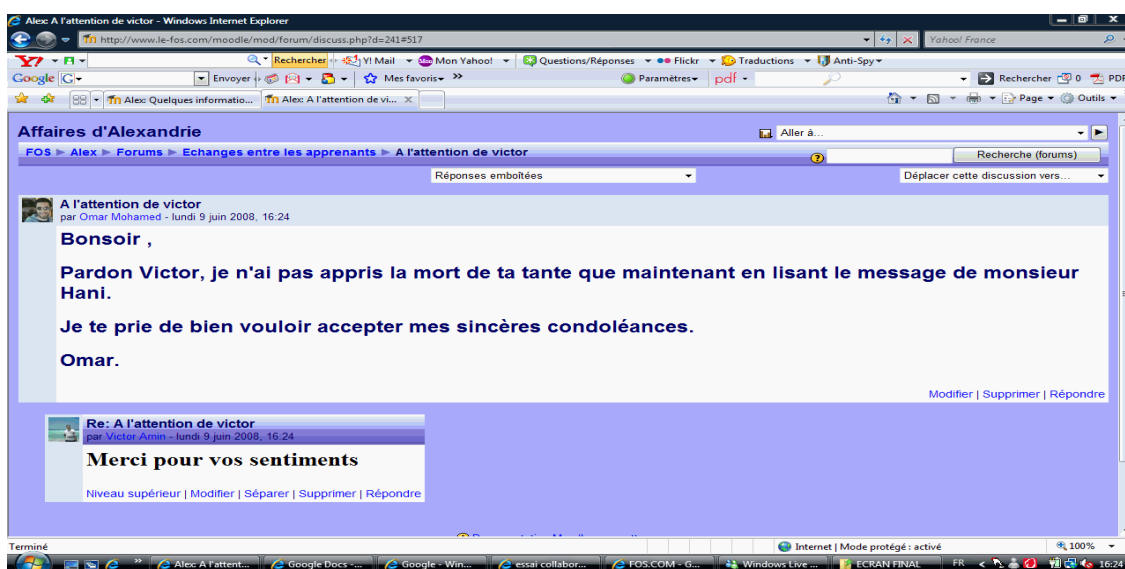 Alex: A l'attention de victor - Windows Internet Explorer
http://www.le-fos.com/moodle/mod/forum/discuss.php?d=241#517
Yahoo! France
Y7 Rechercher Y! Mail Mon Yahoo! Questions/Réponses Flickr Traductions Anti-Spy
Google G Envoyer Mes favoris >> Paramètres pdf Rechercher 0 PDF
Alex: Quelques informatio... Alex: A l'attention de vi... X Page Outils
Affaires d'Alexandrie
Aller à...
FOS ► Alex ► Forums ► Echanges entre les apprenants ► A l'attention de victor
Recherche (forums)
Réponses emboîtées
Déplacer cette discussion vers...
A l'attention de victor
par Omar Mohamed - lundi 9 juin 2008, 16:24
Bonsoir ,
Pardon Victor, je n'ai pas appris la mort de ta tante que maintenant en lisant le message de monsieur
Hani.
Je te prie de bien vouloir accepter mes sincères condoléances.
Omar.
Modifier | Supprimer | Répondre
Re: A l'attention de victor
par Victor Amin - lundi 9 juin 2008, 16:24
Merci pour vos sentiments
Niveau supérieur | Modifier | Séparer | Supprimer | Répondre
Terminé
Internet | Mode protégé : activé
100%
Alex: A l'attent... Google Docs -... Google - Win... essai collabor... FOS.COM - G... Windows Live ... ECRAN FINAL FR < 16:24